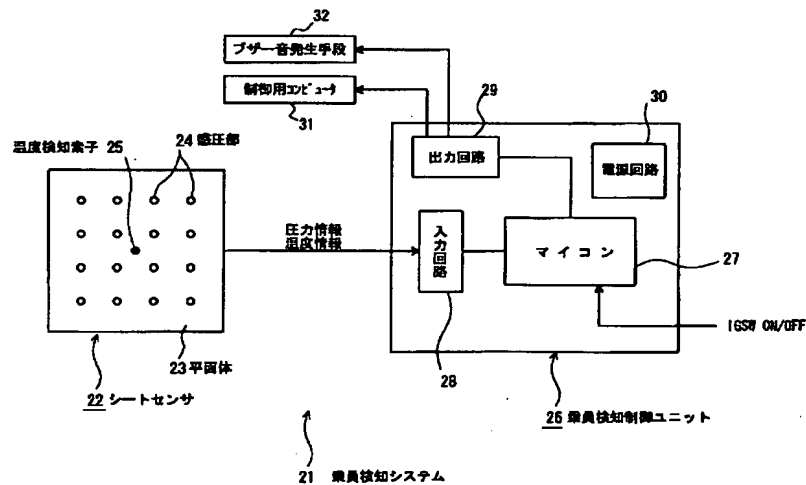 32
ブザー音発生手段
制御用コンピュータ
31
29
30
温度検知素子 25
24 感圧部
出力回路
電源回路
圧力情報
温度情報
入力回路
マイコン
27
28
IGSW ON/OFF
23 平面体
22 シートセンサ
26 乗員検知制御ユニット
21 乗員検知システム